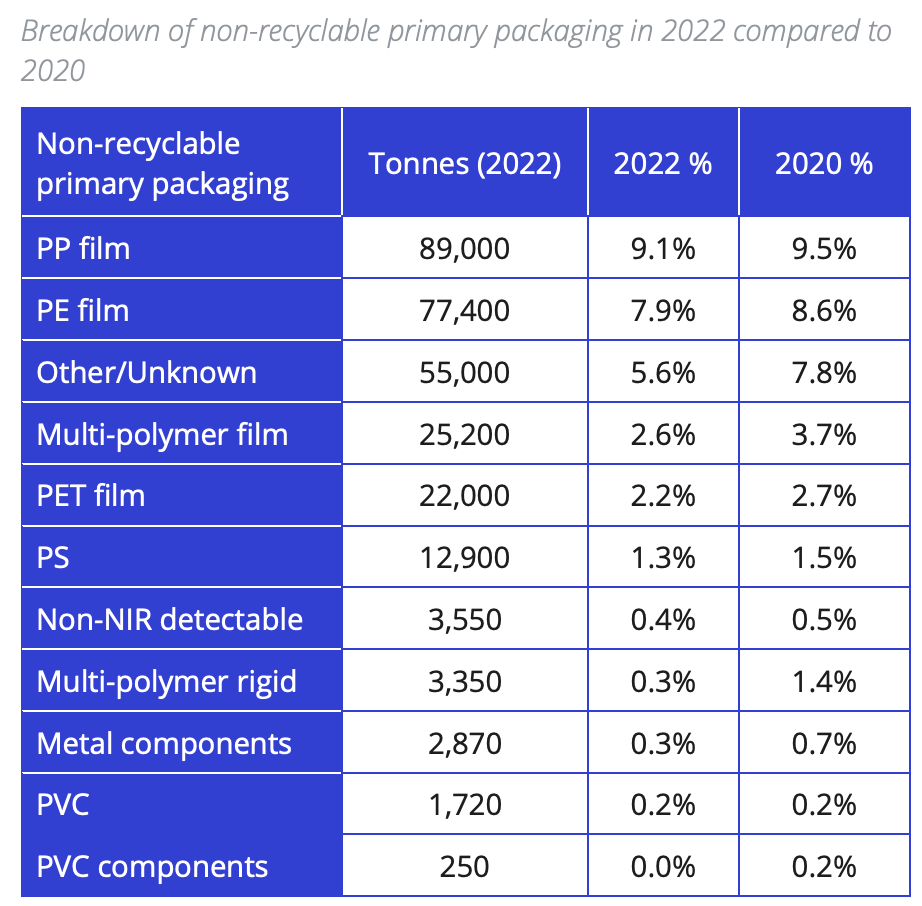 Breakdown of non-recyclable primary packaging in 2022 compared to
2020
Non-recyclable
primary packaging
Tonnes (2022)
2022 %
2020 %
PP film 89,000 9.1% 9.5%
PE film 77,400 7.9% 8.6%
Other/Unknown 55,000 5.6% 7.8%
Multi-polymer film 25,200 2.6% 3.7%
PET film 22,000 2.2% 2.7%
PS 12,900 1.3% 1.5%
Non-NIR detectable 3,550 0.4% 0.5%
Multi-polymer rigid 3,350 0.3% 1.4%
Metal components 2,870 0.3% 0.7%
PVC 1,720 0.2% 0.2%
PVC components 250 0.0% 0.2%